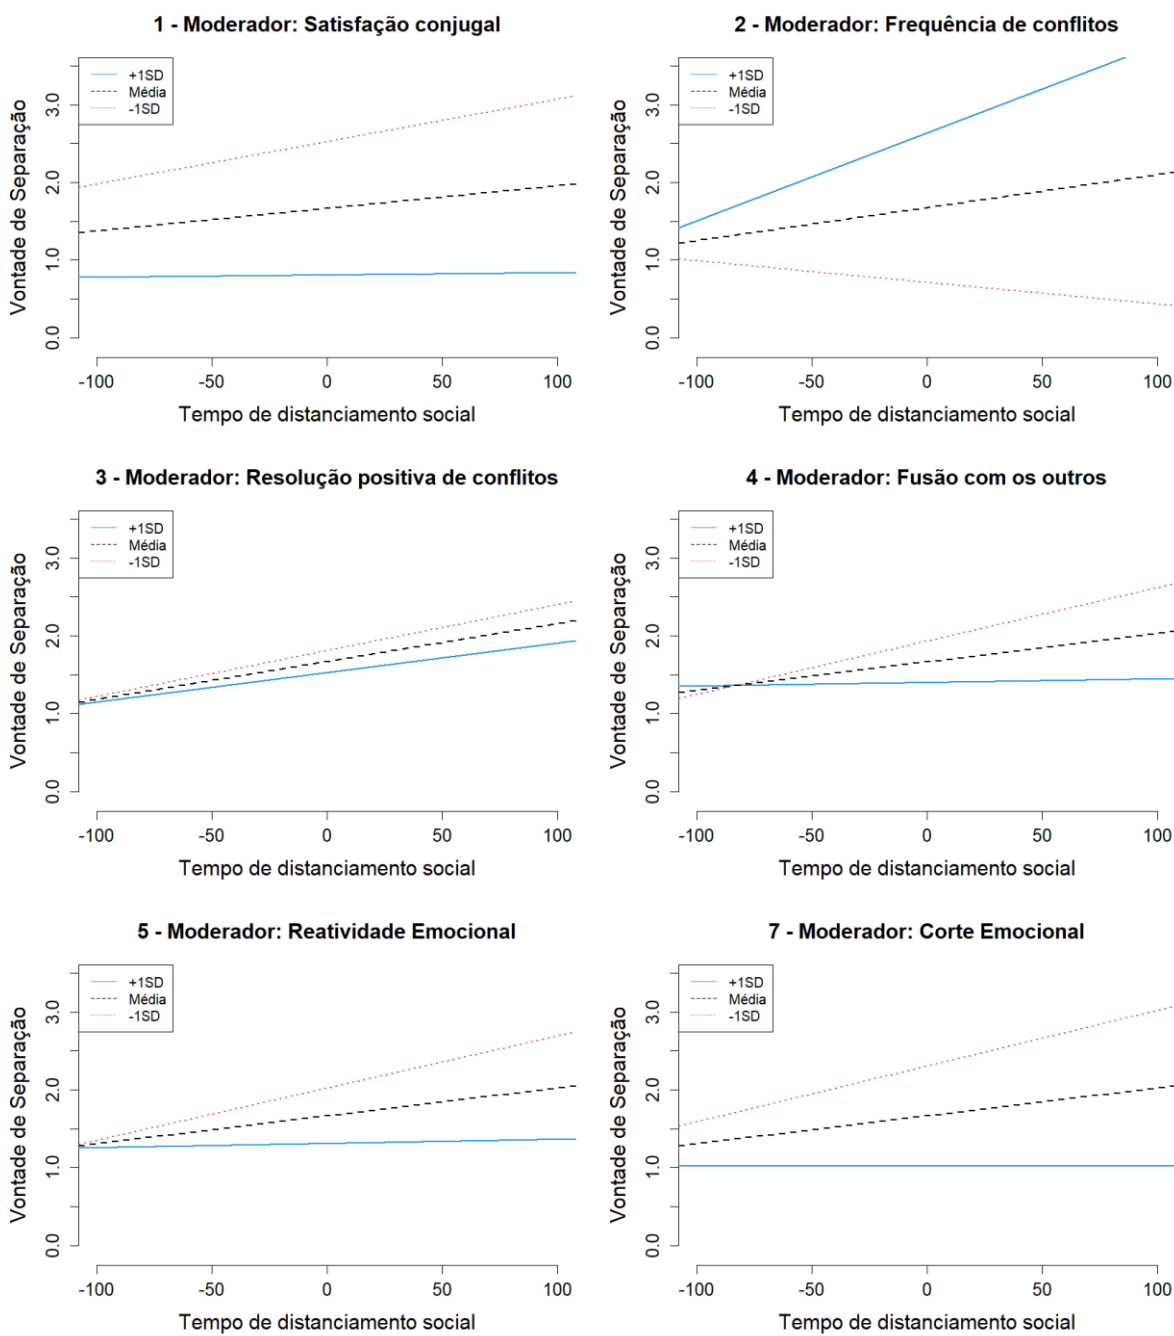 1 - Moderador: Satisfação conjugal
+1SD
Média
-1SD
Vontade de Separação
0.0
1.0
2.0
3.0
-100
-50
0
50
100
Tempo de distanciamento social
2 - Moderador: Frequência de conflitos
+1SD
Média
-1SD
Vontade de Separação
0.0
1.0
2.0
3.0
-100
-50
0
50
100
Tempo de distanciamento social
3 - Moderador: Resolução positiva de conflitos
+1SD
Média
-1SD
Vontade de Separação
0.0
1.0
2.0
3.0
-100
-50
0
50
100
Tempo de distanciamento social
4 - Moderador: Fusão com os outros
+1SD
Média
-1SD
Vontade de Separação
0.0
1.0
2.0
3.0
-100
-50
0
50
100
Tempo de distanciamento social
5 - Moderador: Reatividade Emocional
+1SD
Média
-1SD
Vontade de Separação
0.0
1.0
2.0
3.0
-100
-50
0
50
100
Tempo de distanciamento social
7 - Moderador: Corte Emocional
+1SD
Média
-1SD
Vontade de Separação
0.0
1.0
2.0
3.0
-100
-50
0
50
100
Tempo de distanciamento social